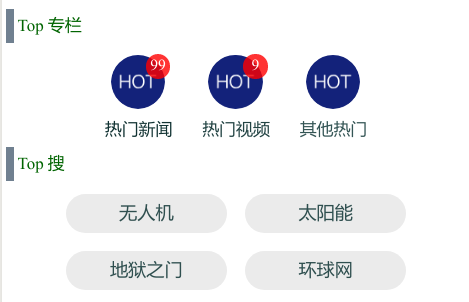 Top 专栏
99 9
HOT HOT HOT
热门新闻 热门视频 其他热门
Top 搜
无人机 太阳能
地狱之门 环球网